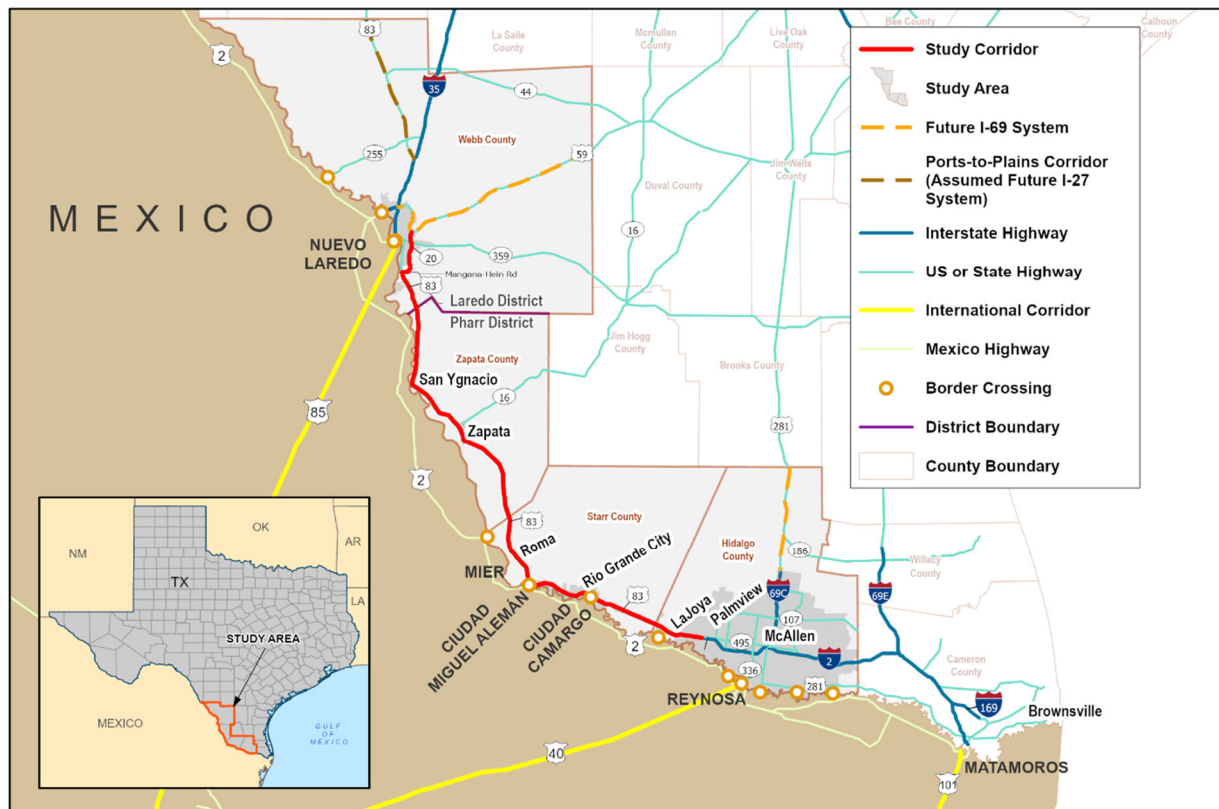 83
2
La Salle
County
Mcmullen
County
Live Oak
County
Bee County
Calhoun
County
35
44
Webb County
255
59
Jim Wells
County
Duval County
16
MEXICO
NUEVO
LAREDO
20
359
Mangana-Hein Rd
83
Laredo District
Pharr District
Jim Hogg
County
Zapata County
Brooks County
San Ygnacio
16
85
281
Zapata
2
Starr County
83
Hidalgo
County
186
Willacy
County
Roma
MIER
Rio Grande City
69C
69E
CIUDAD
MIGUEL ALEMÁN
CIUDAD
CAMARGO
83
LaJoya
Palmview
107
2
495
McAllen
2
Cameron
County
336
REYNOSA
281
169
Brownsville
40
MATAMOROS
101
Study Corridor
Study Area
Future I-69 System
Ports-to-Plains Corridor
(Assumed Future I-27
System)
Interstate Highway
US or State Highway
International Corridor
Mexico Highway
Border Crossing
District Boundary
County Boundary
NM
OK
AR
TX
LA
STUDY AREA
MEXICO
GULF
OF
MEXICO